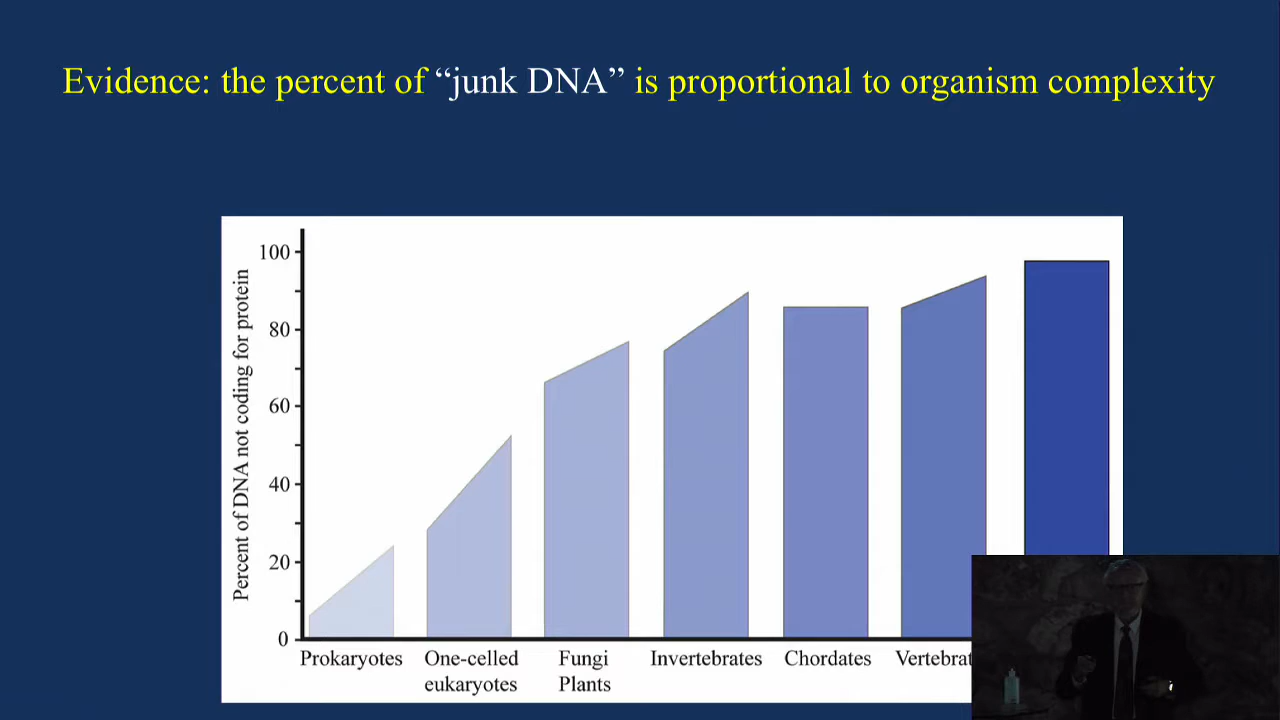 Evidence: the percent of “junk DNA” is proportional to organism complexity
Percent of DNA not coding for protein
100
80
60
40
20
0
Prokaryotes
One-celled
eukaryotes
Fungi
Plants
Invertebrates
Chordates